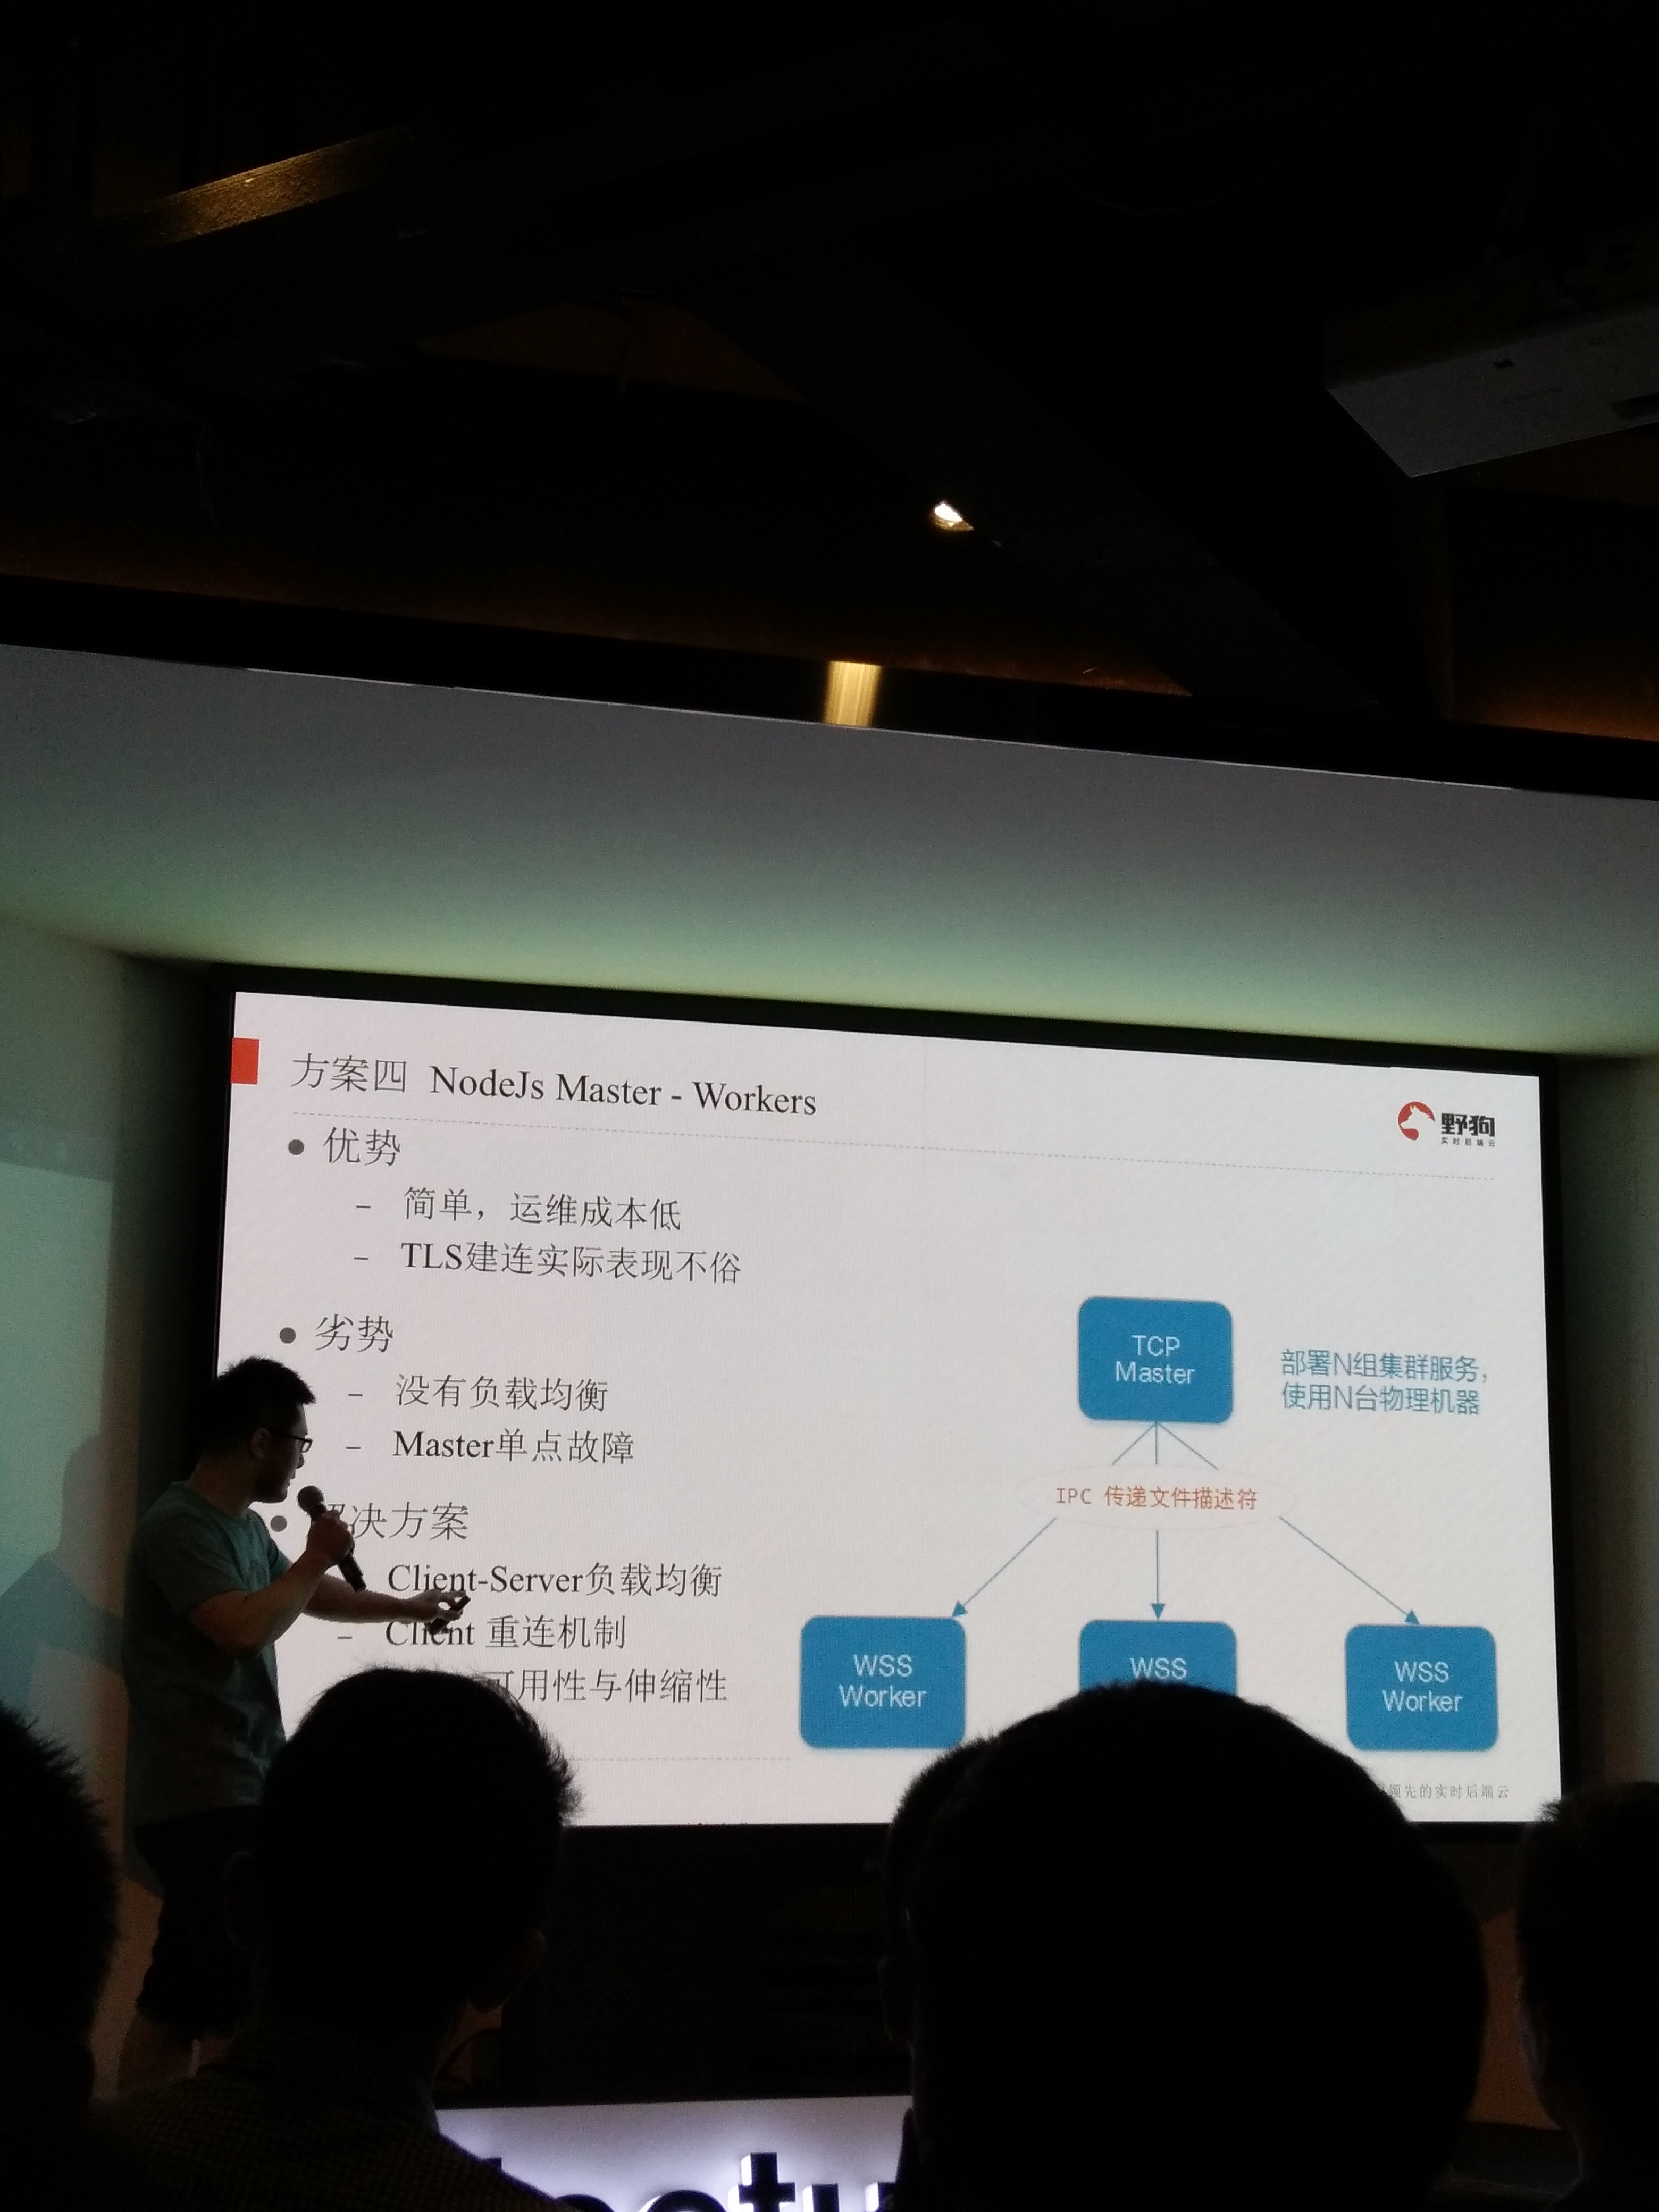 方案四 NodeJs Master - Workers
野狗
实时后端云
● 优势
– 简单，运维成本低
– TLS建连实际表现不俗
● 劣势
– 没有负载均衡
– Master单点故障
● 决方案
Client-Server负载均衡
– Client 重连机制
可用性与伸缩性
TCP
Master
部署N组集群服务，
使用N台物理机器
IPC 传递文件描述符
WSS
Worker
WSS
WSS
Worker
领先的实时后端云